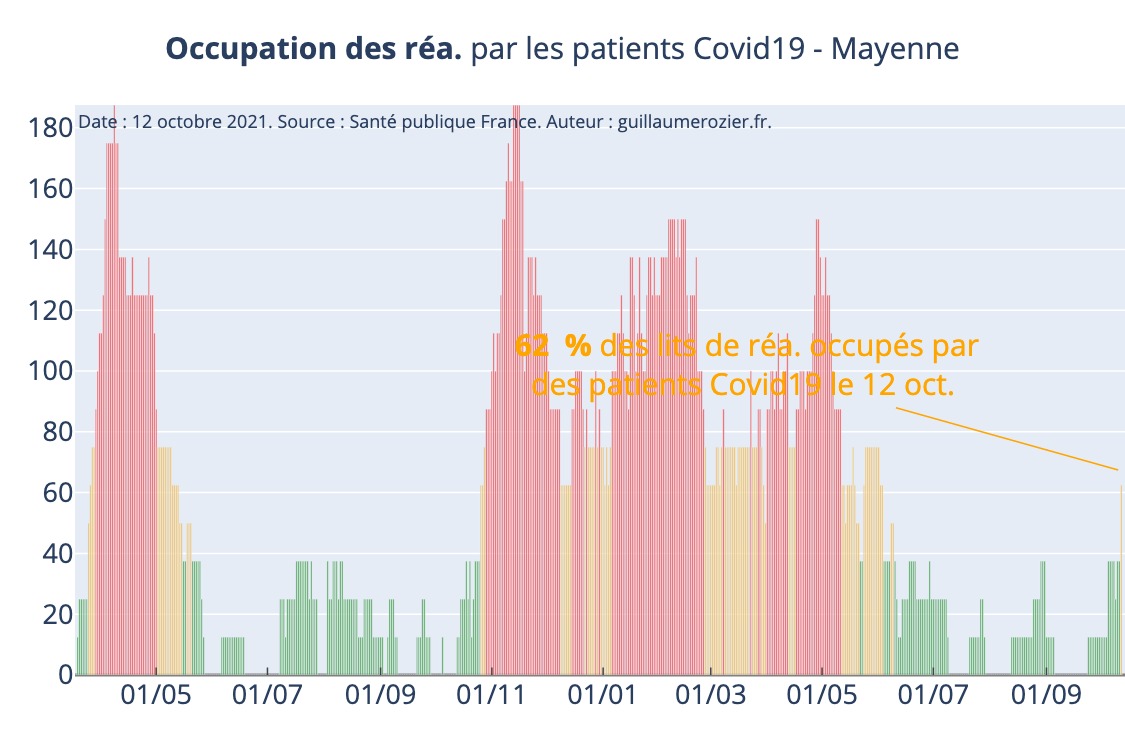 Occupation des réa. par les patients Covid19 - Mayenne
Date : 12 octobre 2021. Source : Santé publique France. Auteur : guillaumerozier.fr.
180
160
140
120
100
80
60
40
20
0
62 % des lits de réa. occupés par
des patients Covid19 le 12 oct.
01/05 01/07 01/09 01/11 01/01 01/03 01/05 01/07 01/09